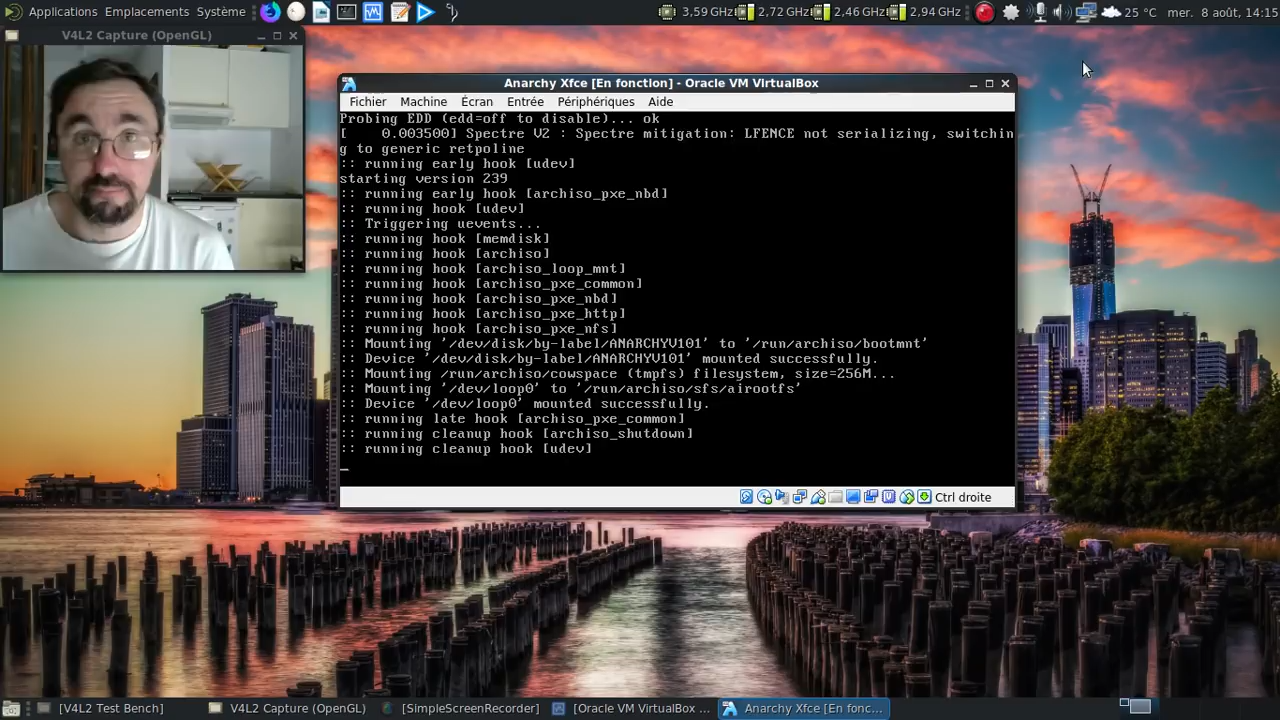 Applications Emplacements Système
3,59 GHz 2,72 GHz 2,46 GHz 2,94 GHz 25 °C mer. 8 août, 14:15
V4L2 Capture (OpenGL)
Anarchy Xfce [En fonction] - Oracle VM VirtualBox
Fichier Machine Écran Entrée Périphériques Aide
Probing EDD (edd=off to disable)... ok
[    0.003500] Spectre V2 : Spectre mitigation: LFENCE not serializing, switchin
g to generic retpoline
:: running early hook [udev]
starting version 239
:: running early hook [archiso_pxe_nbd]
:: running hook [udev]
:: Triggering uevents...
:: running hook [memdisk]
:: running hook [archiso]
:: running hook [archiso_loop_mnt]
:: running hook [archiso_pxe_common]
:: running hook [archiso_pxe_nbd]
:: running hook [archiso_pxe_http]
:: running hook [archiso_pxe_nfs]
:: Mounting '/dev/disk/by-label/ANARCHYV101' to '/run/archiso/bootmnt'
:: Device '/dev/disk/by-label/ANARCHYV101' mounted successfully.
:: Mounting /run/archiso/cowspace (tmpfs) filesystem, size=256M...
:: Mounting '/dev/loop0' to '/run/archiso/sfs/airootfs'
:: Device '/dev/loop0' mounted successfully.
:: running late hook [archiso_pxe_common]
:: running cleanup hook [archiso_shutdown]
:: running cleanup hook [udev]
Ctrl droite
[V4L2 Test Bench] V4L2 Capture (OpenGL) [SimpleScreenRecorder] [Oracle VM VirtualBox ... Anarchy Xfce [En fonc...